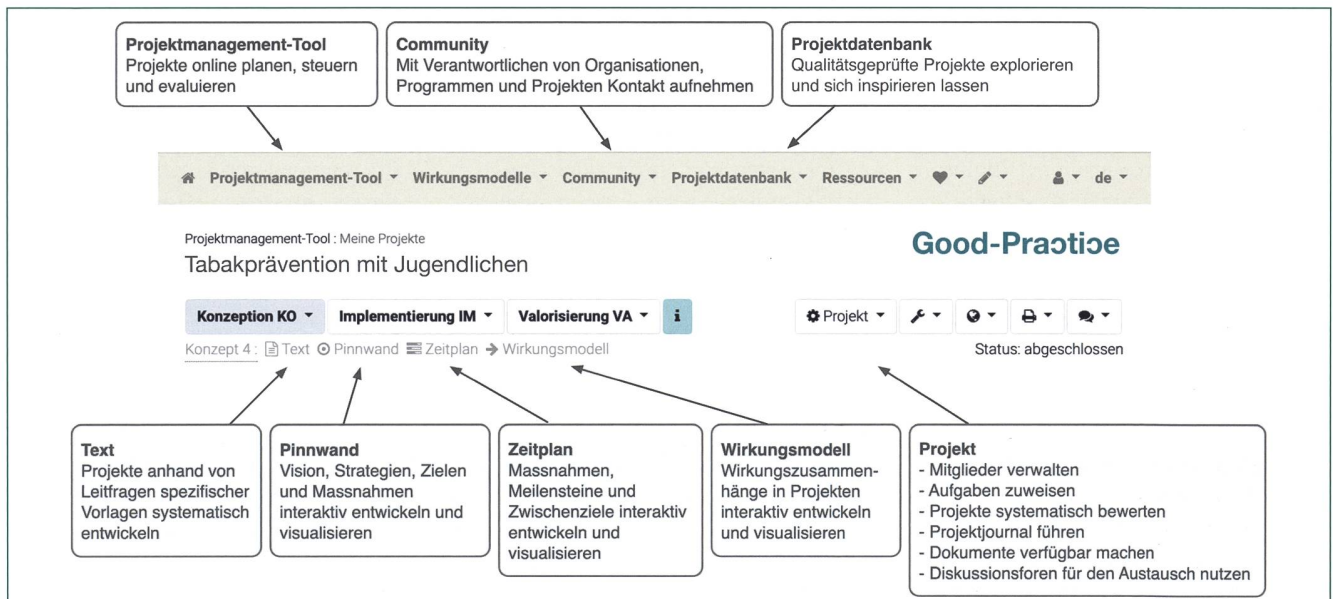 Projektmanagement-Tool
Projekte online planen, steuern
und evaluieren
Community
Mit Verantwortlichen von Organisationen,
Programmen und Projekten Kontakt aufnehmen
Projektdatenbank
Qualitätsgeprüfte Projekte explorieren
und sich inspirieren lassen
Projektmanagement-Tool Wirkungsmodelle Community Projektdatenbank Ressourcen de
Projektmanagement-Tool : Meine Projekte
Good-Practice
Tabakprävention mit Jugendlichen
Konzeption KO Implementierung IM Valorisierung VA i Projekt
Konzept 4 : Text Pinnwand Zeitplan Wirkungsmodell Status: abgeschlossen
Text
Projekte anhand von
Leitfragen spezifischer
Vorlagen systematisch
entwickeln
Pinnwand
Vision, Strategien, Zielen
und Massnahmen
interaktiv entwickeln und
visualisieren
Zeitplan
Massnahmen,
Meilensteine und
Zwischenziele interaktiv
entwickeln und
visualisieren
Wirkungsmodell
Wirkungszusammen-
hänge in Projekten
interaktiv entwickeln
und visualisieren
Projekt
- Mitglieder verwalten
- Aufgaben zuweisen
- Projekte systematisch bewerten
- Projektjournal führen
- Dokumente verfügbar machen
- Diskussionsforen für den Austausch nutzen